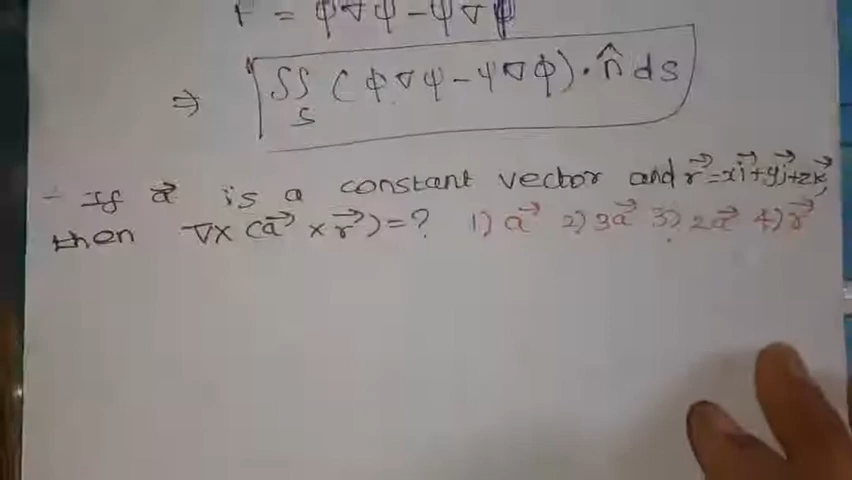 F = φ∇ψ - ψ∇φ
⇒ ∬ (φ∇ψ - ψ∇φ)·n̂ ds
S
- If a⃗ is a constant vector and r⃗=xi⃗+yj⃗+zk⃗,
then ∇× (a⃗ × r⃗)=? 1) a⃗ 2) 3a⃗ 3) 2a⃗ 4) r⃗